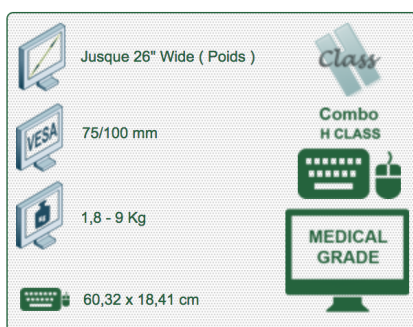 Jusque 26" Wide ( Poids )
Class
VESA
75/100 mm
Combo
H CLASS
1,8 - 9 Kg
MEDICAL
GRADE
60,32 x 18,41 cm